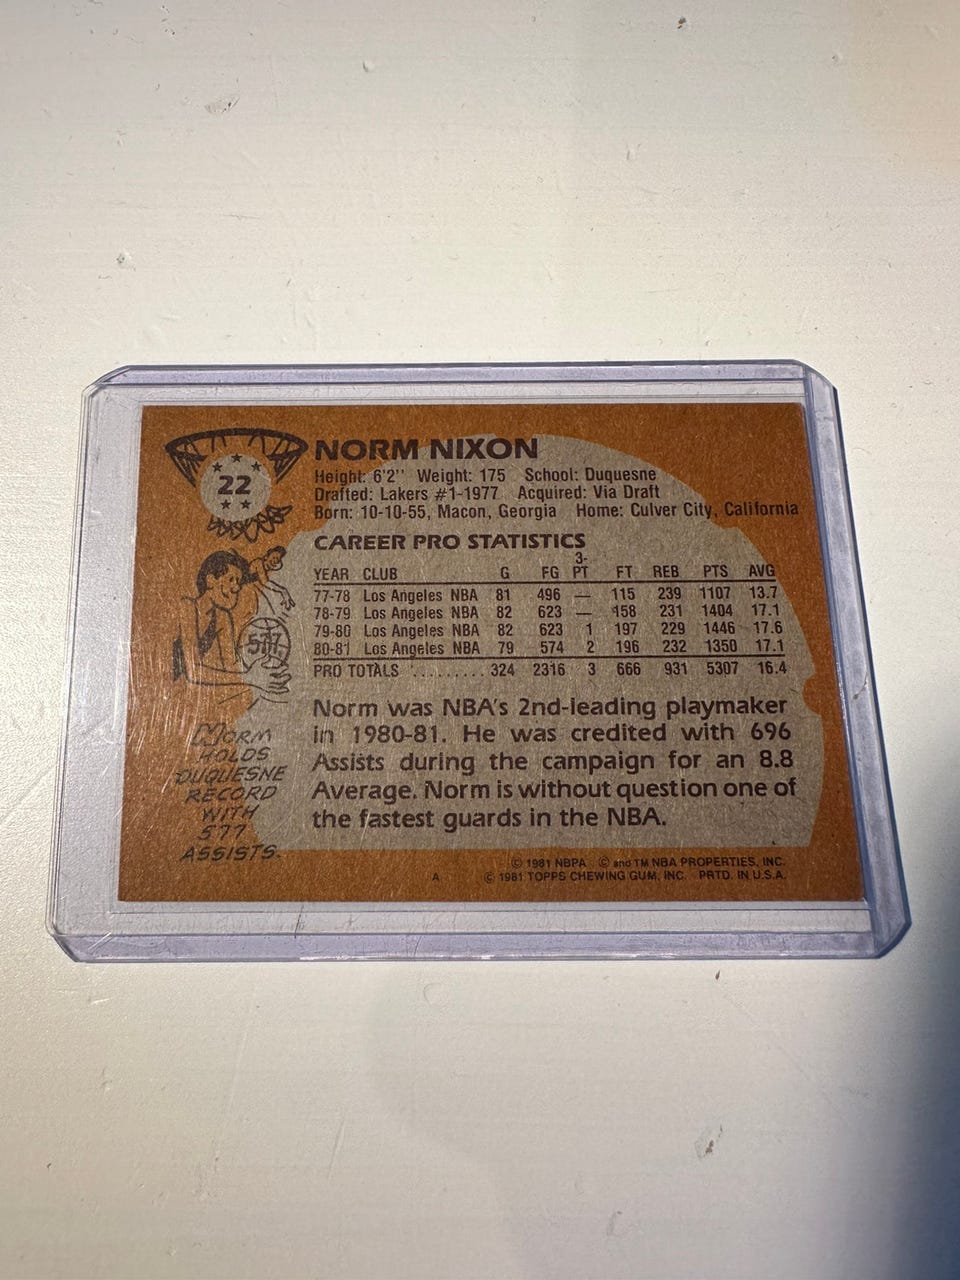 22
NORM NIXON
Height: 6'2'' Weight: 175 School: Duquesne
Drafted: Lakers #1-1977 Acquired: Via Draft
Born: 10-10-55, Macon, Georgia Home: Culver City, California
CAREER PRO STATISTICS
YEAR CLUB G FG 3-PT FT REB PTS AVG
77-78 Los Angeles NBA 81 496 — 115 239 1107 13.7
78-79 Los Angeles NBA 82 623 — 158 231 1404 17.1
79-80 Los Angeles NBA 82 623 1 197 229 1446 17.6
80-81 Los Angeles NBA 79 574 2 196 232 1350 17.1
PRO TOTALS ......... 324 2316 3 666 931 5307 16.4
577
NORM
HOLDS
DUQUESNE
RECORD
WITH
577
ASSISTS.
Norm was NBA's 2nd-leading playmaker
in 1980-81. He was credited with 696
Assists during the campaign for an 8.8
Average. Norm is without question one of
the fastest guards in the NBA.
© 1981 NBPA © and TM NBA PROPERTIES, INC.
A © 1981 TOPPS CHEWING GUM, INC. PRTD. IN U.S.A.